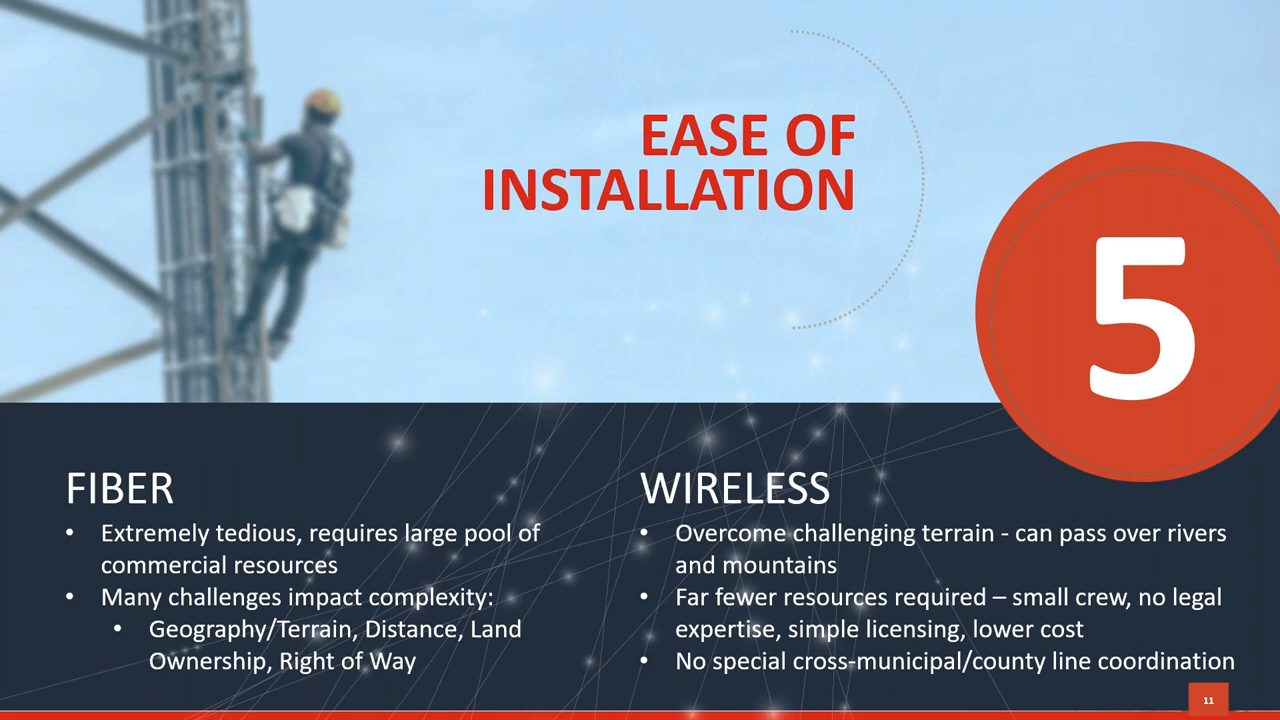 EASE OF
INSTALLATION
5
FIBER
• Extremely tedious, requires large pool of
commercial resources
• Many challenges impact complexity:
• Geography/Terrain, Distance, Land
Ownership, Right of Way
WIRELESS
• Overcome challenging terrain - can pass over rivers
and mountains
• Far fewer resources required – small crew, no legal
expertise, simple licensing, lower cost
• No special cross-municipal/county line coordination
11